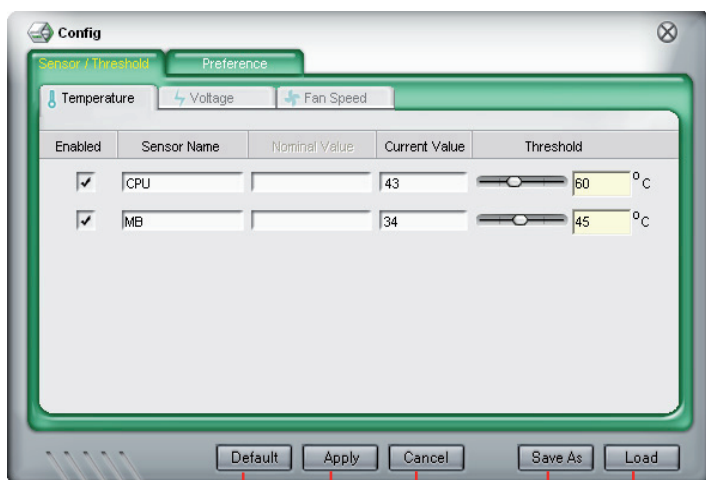 Config
Sensor / Threshold Preference
Temperature Voltage Fan Speed
Enabled Sensor Name Nominal Value Current Value Threshold
CPU 43 60 °C
MB 34 45 °C
Default Apply Cancel Save As Load